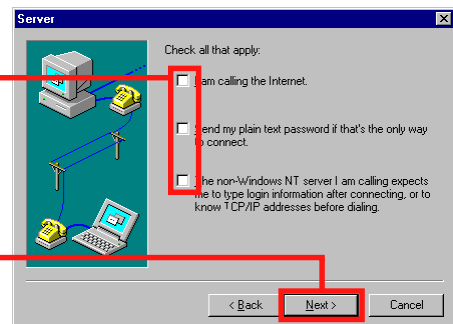 Server
Check all that apply:
am calling the Internet.
end my plain text password if that's the only way
to connect.
he non-Windows NT server I am calling expects
me to type login information after connecting, or to
know TCP/IP addresses before dialing.
< Back
Next >
Cancel